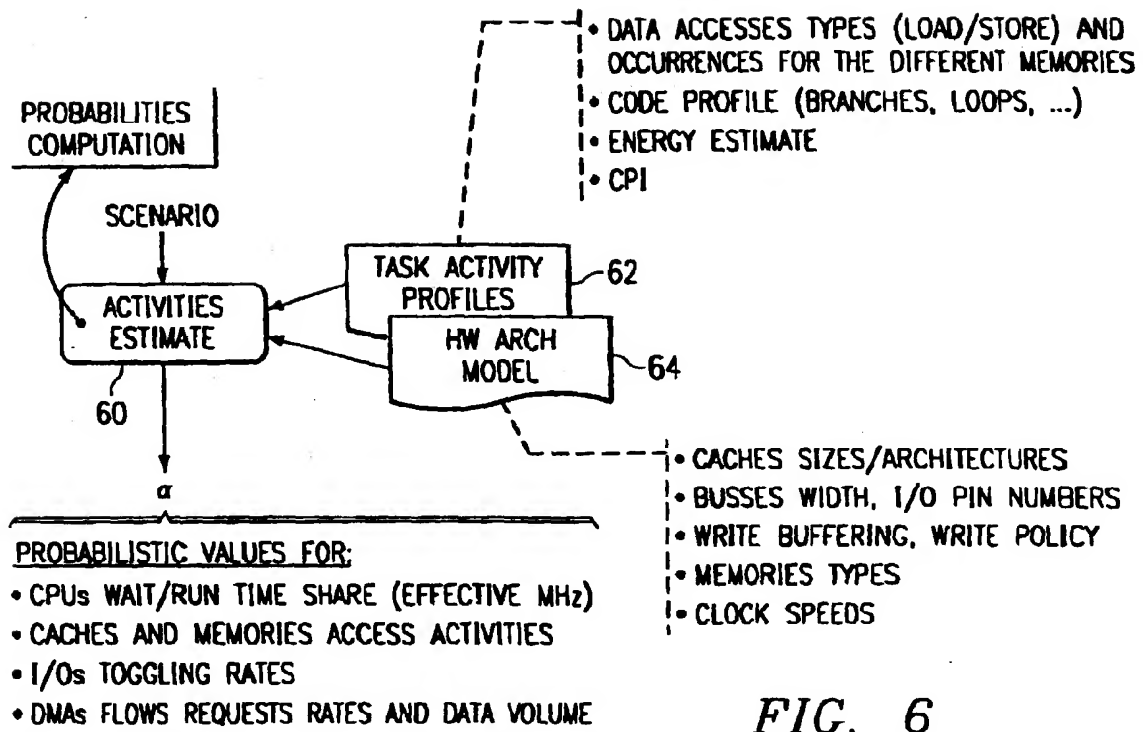 • DATA ACCESSES TYPES (LOAD/STORE) AND
OCCURRENCES FOR THE DIFFERENT MEMORIES
• CODE PROFILE (BRANCHES, LOOPS, ...)
• ENERGY ESTIMATE
• CPI
PROBABILITIES
COMPUTATION
SCENARIO
TASK ACTIVITY
PROFILES
62
ACTIVITIES
ESTIMATE
HW ARCH
MODEL
64
60
α
• CACHES SIZES/ARCHITECTURES
• BUSSES WIDTH, I/O PIN NUMBERS
• WRITE BUFFERING, WRITE POLICY
• MEMORIES TYPES
• CLOCK SPEEDS
PROBABILISTIC VALUES FOR:
• CPUs WAIT/RUN TIME SHARE (EFFECTIVE MHz)
• CACHES AND MEMORIES ACCESS ACTIVITIES
• I/Os TOGGLING RATES
• DMAs FLOWS REQUESTS RATES AND DATA VOLUME
FIG. 6